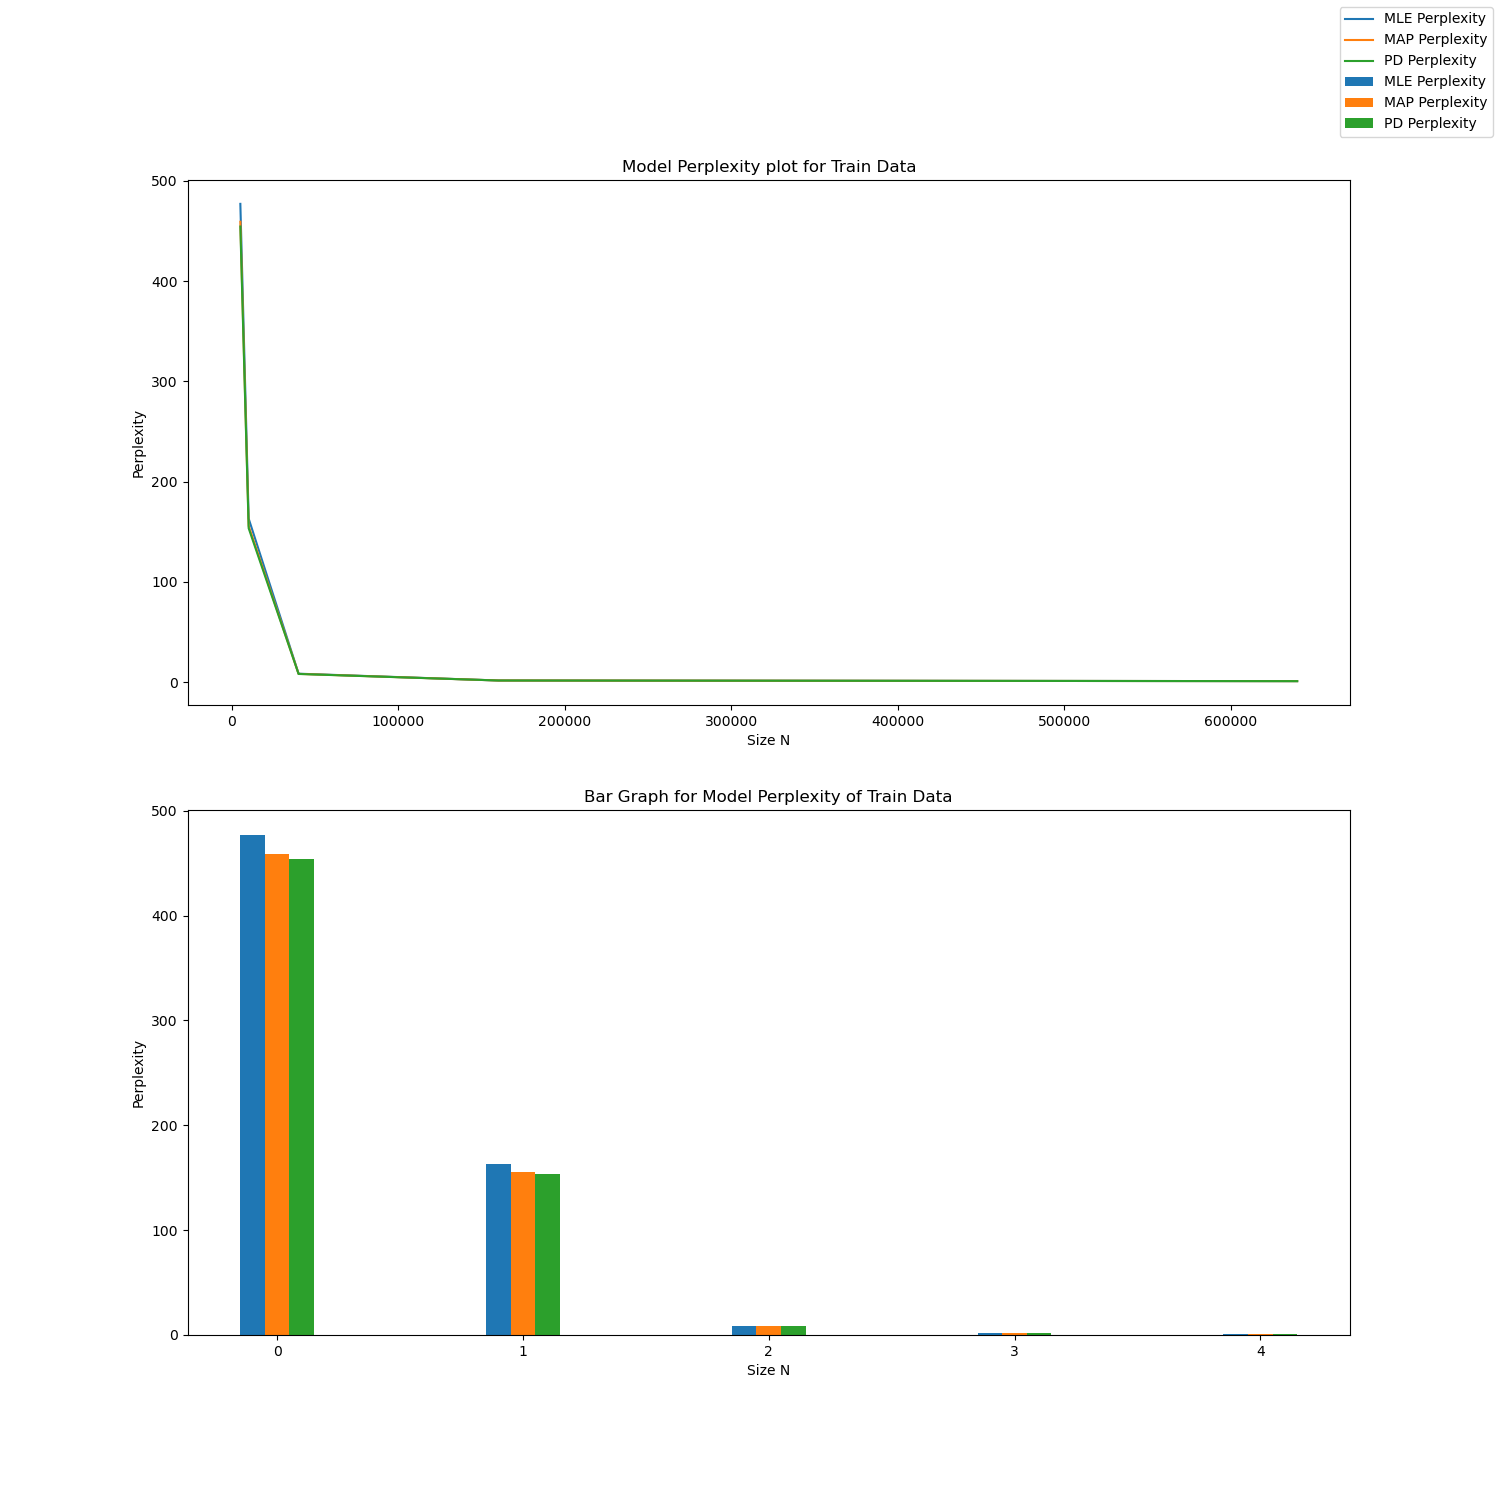 MLE Perplexity
MAP Perplexity
PD Perplexity
MLE Perplexity
MAP Perplexity
PD Perplexity
Model Perplexity plot for Train Data
500
400
300
200
100
0
Perplexity
0 100000 200000 300000 400000 500000 600000
Size N
Bar Graph for Model Perplexity of Train Data
500
400
300
200
100
0
Perplexity
0 1 2 3 4
Size N